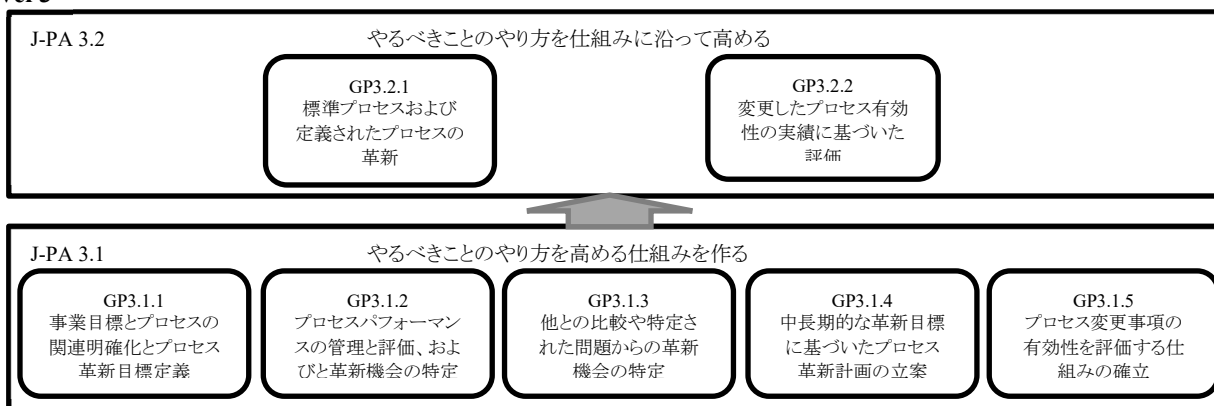 J-PA 3.2
やるべきことのやり方を仕組みに沿って高める
GP3.2.1
標準プロセスおよび
定義されたプロセスの
革新
GP3.2.2
変更したプロセス有効
性の実績に基づいた
評価
J-PA 3.1
やるべきことのやり方を高める仕組みを作る
GP3.1.1
事業目標とプロセスの
関連明確化とプロセス
革新目標定義
GP3.1.2
プロセスパフォーマン
スの管理と評価、およ
びと革新機会の特定
GP3.1.3
他との比較や特定さ
れた問題からの革新
機会の特定
GP3.1.4
中長期的な革新目標
に基づいたプロセス
革新計画の立案
GP3.1.5
プロセス変更事項の
有効性を評価する仕
組みの確立